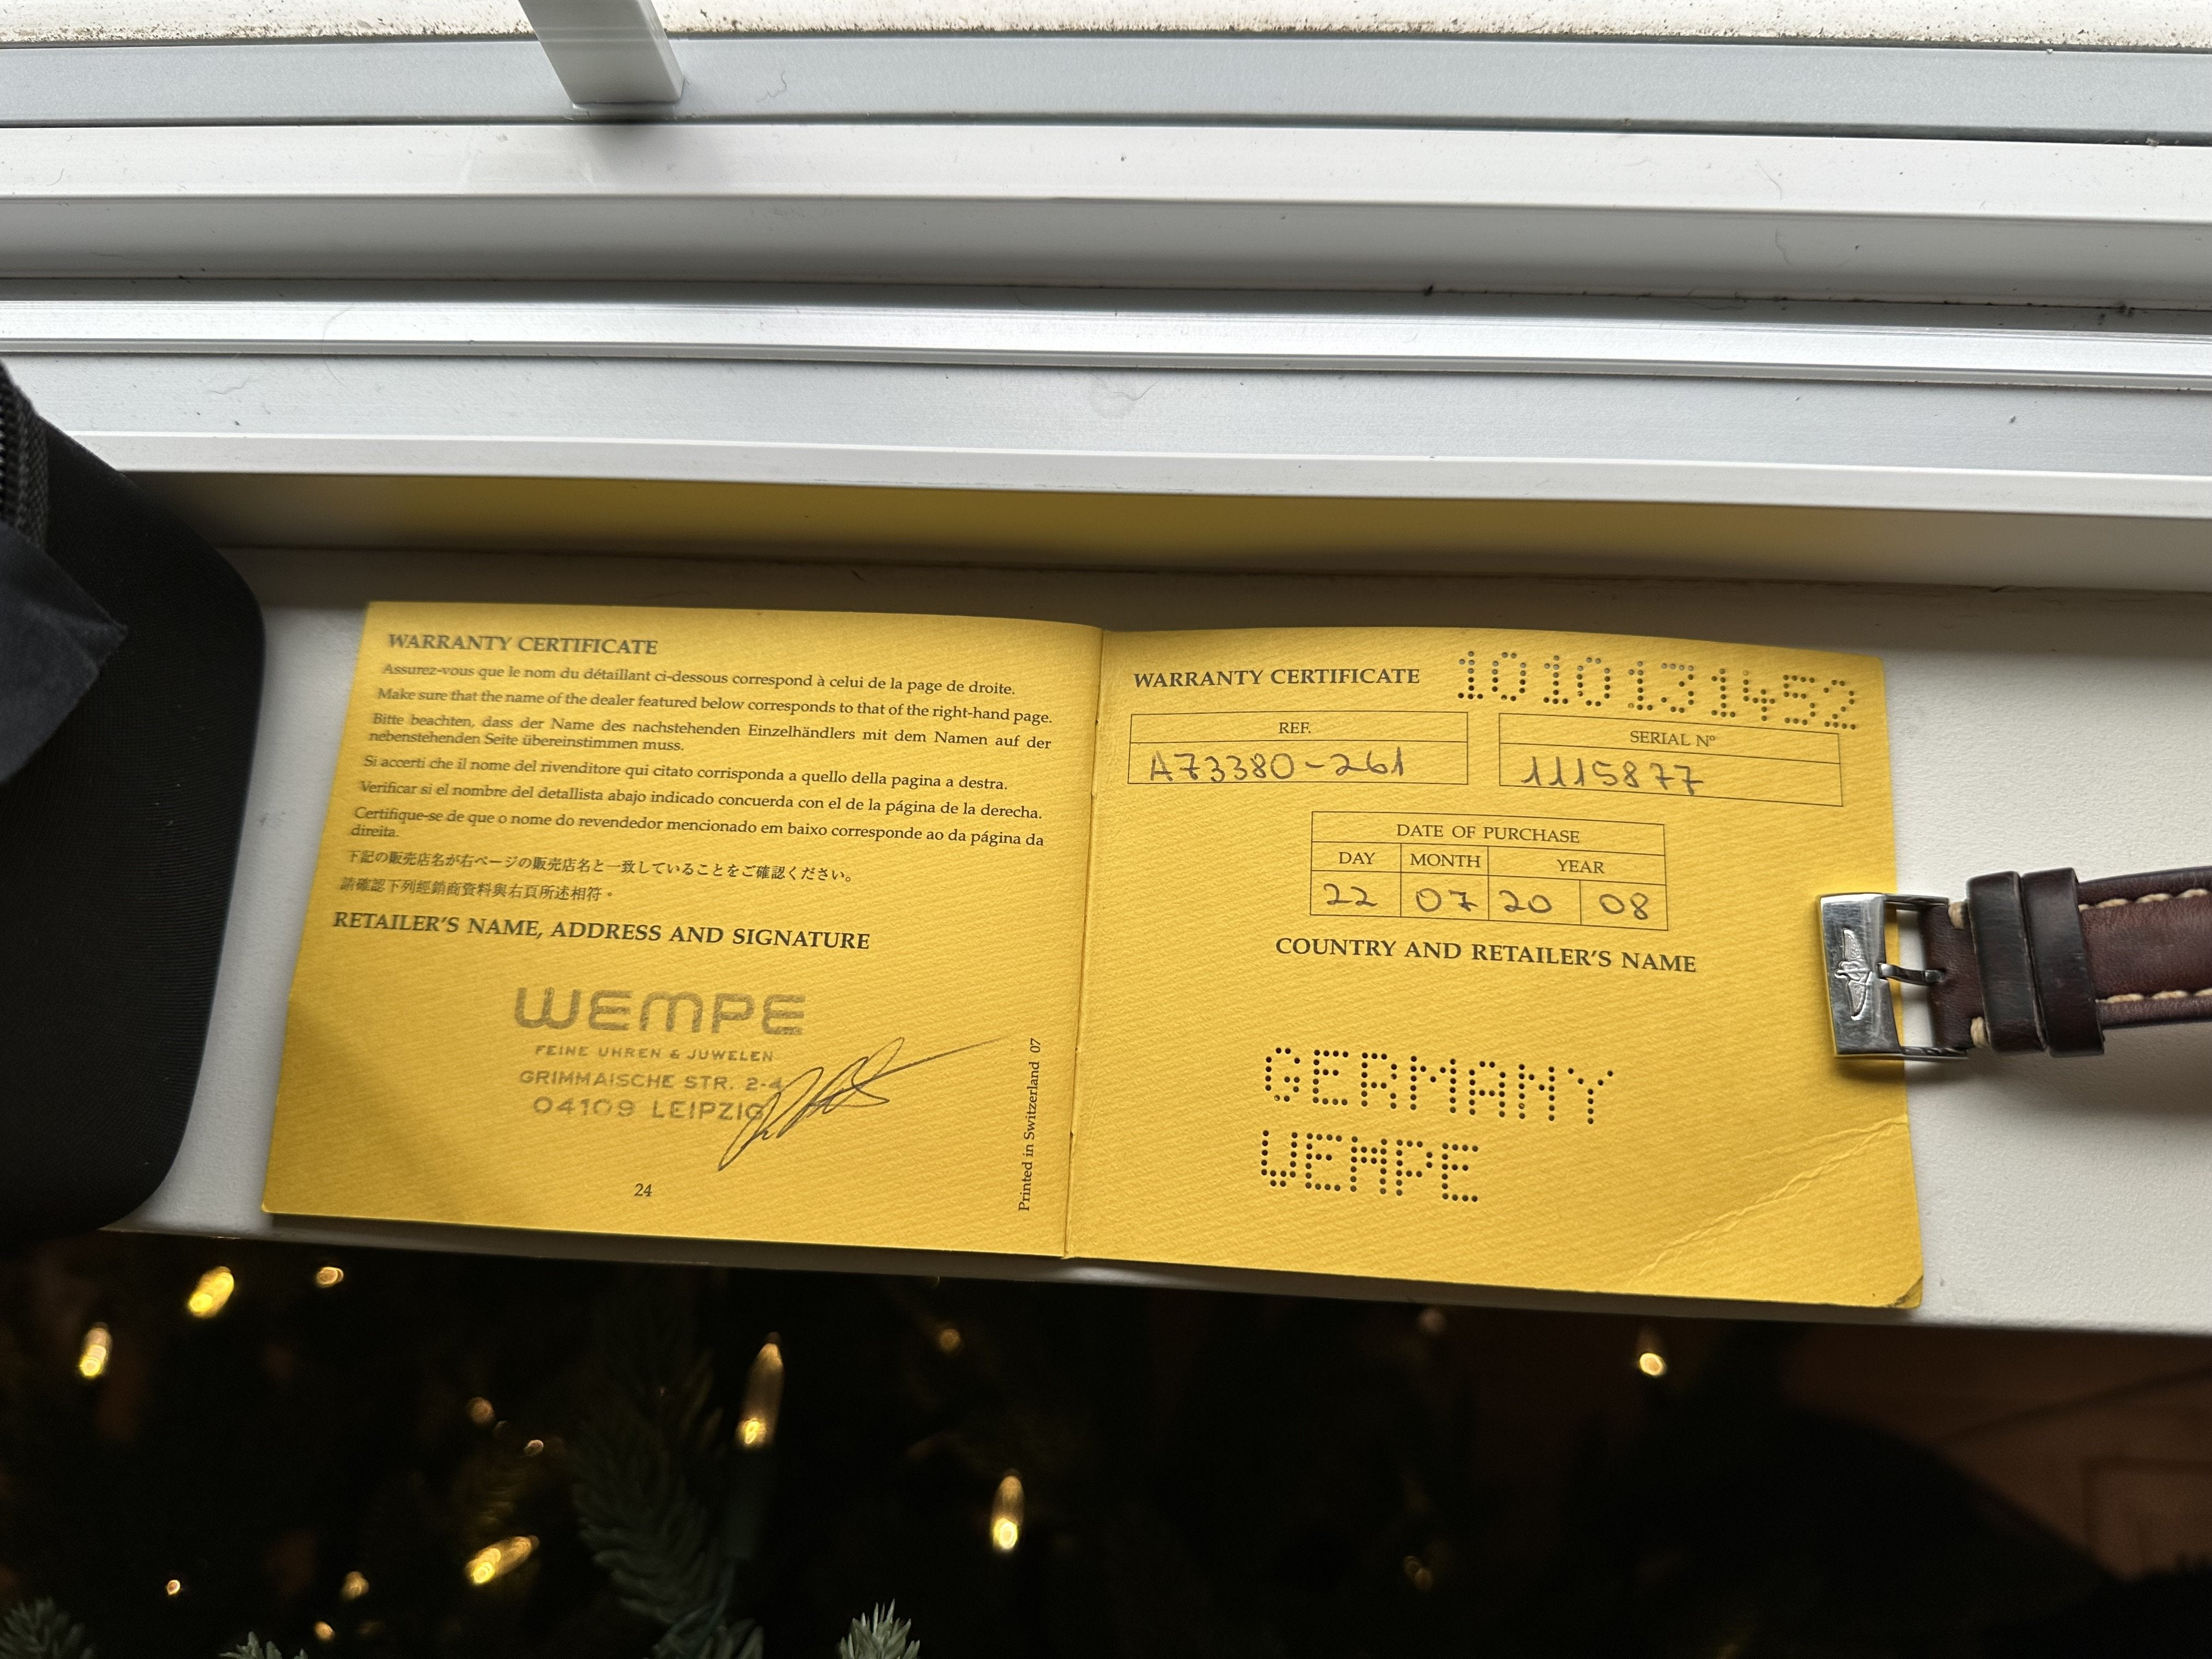 WARRANTY CERTIFICATE
Assurez-vous que le nom du détaillant ci-dessous correspond à celui de la page de droite.
Make sure that the name of the dealer featured below corresponds to that of the right-hand page.
Bitte beachten, dass der Name des nachstehenden Einzelhändlers mit dem Namen auf der
nebenstehenden Seite übereinstimmen muss.
Si accerti che il nome del rivenditore qui citato corrisponda a quello della pagina a destra.
Verificar si el nombre del detallista abajo indicado concuerda con el de la página de la derecha.
Certifique-se de que o nome do revendedor mencionado em baixo corresponde ao da página da
direita.
下記の販売店名が右ページの販売店名と一致していることをご確認ください。
請確認下列經銷商資料與右頁所述相符。
RETAILER'S NAME, ADDRESS AND SIGNATURE
WEMPE
FEINE UHREN & JUWELEN
GRIMMAISCHE STR. 2-4
04109 LEIPZIG
24
Printed in Switzerland 07
WARRANTY CERTIFICATE 1010131452
REF.
A73380-261
SERIAL Nº
1115877
DATE OF PURCHASE
DAY MONTH YEAR
22 07 20 08
COUNTRY AND RETAILER'S NAME
GERMANY
WEMPE